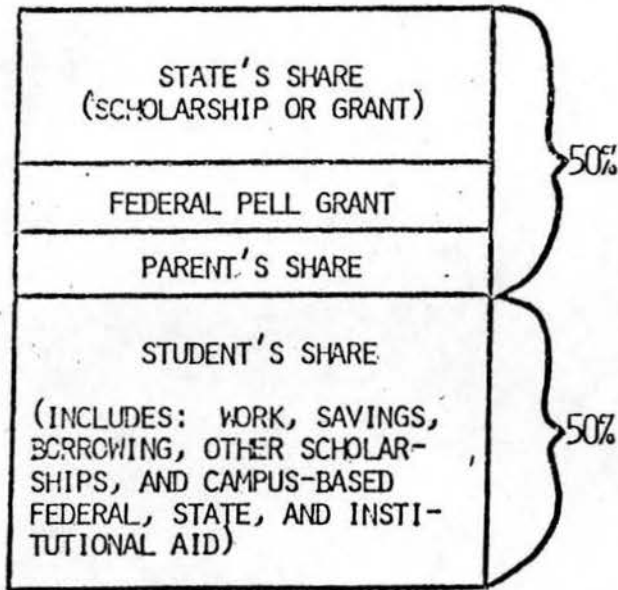 STATE'S SHARE
(SCHOLARSHIP OR GRANT)
50%
FEDERAL PELL GRANT
PARENT'S SHARE
STUDENT'S SHARE
(INCLUDES: WORK, SAVINGS,
BORROWING, OTHER SCHOLAR-
SHIPS, AND CAMPUS-BASED
FEDERAL, STATE, AND INSTI-
TUTIONAL AID)
50%